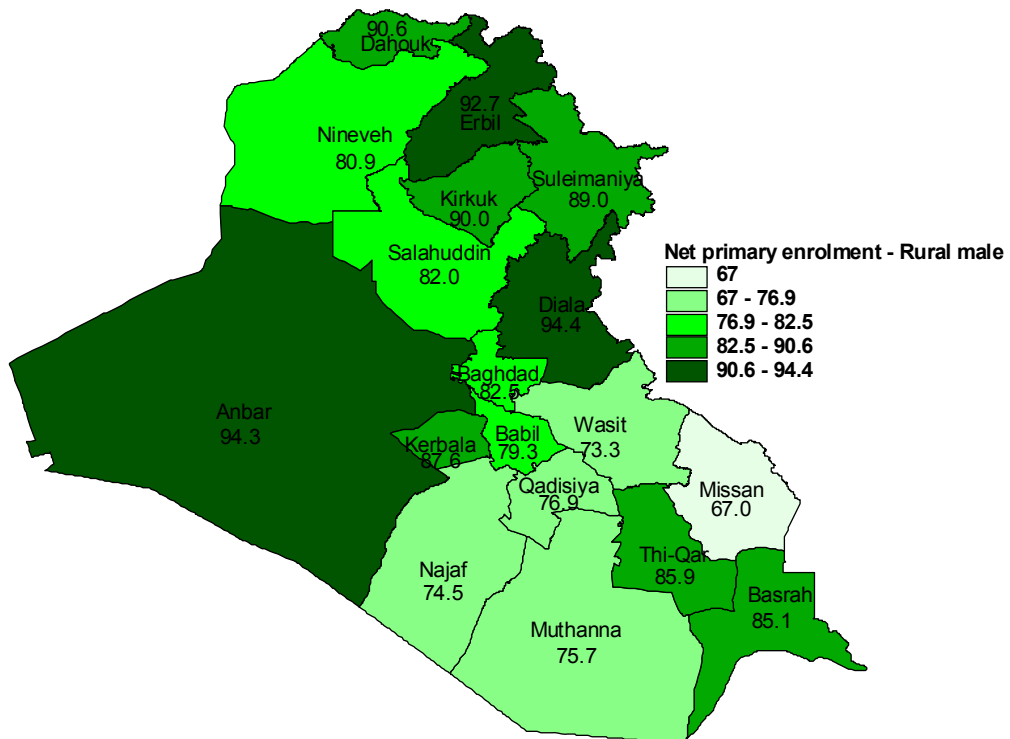 90.6
Dahouk
92.7
Erbil
Nineveh
80.9
Suleimaniya
89.0
Kirkuk
90.0
Salahuddin
82.0
Net primary enrolment - Rural male
67
67 - 76.9
76.9 - 82.5
82.5 - 90.6
90.6 - 94.4
Diala
94.4
Baghdad
82.5
Anbar
94.3
Wasit
73.3
Babil
79.3
Kerbala
87.6
Qadisiya
76.9
Missan
67.0
Thi-Qar
85.9
Najaf
74.5
Basrah
85.1
Muthanna
75.7